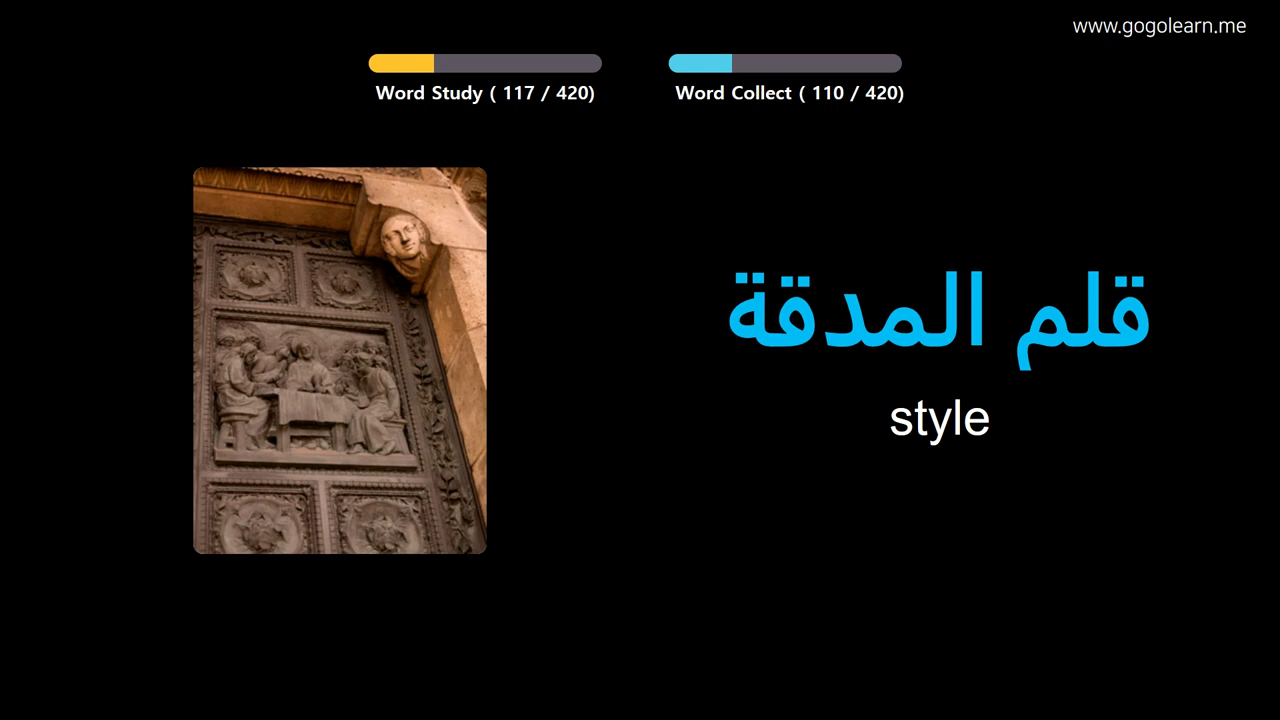 www.gogolearn.me
Word Study ( 117 / 420)
Word Collect ( 110 / 420)
قلم المدقة
style